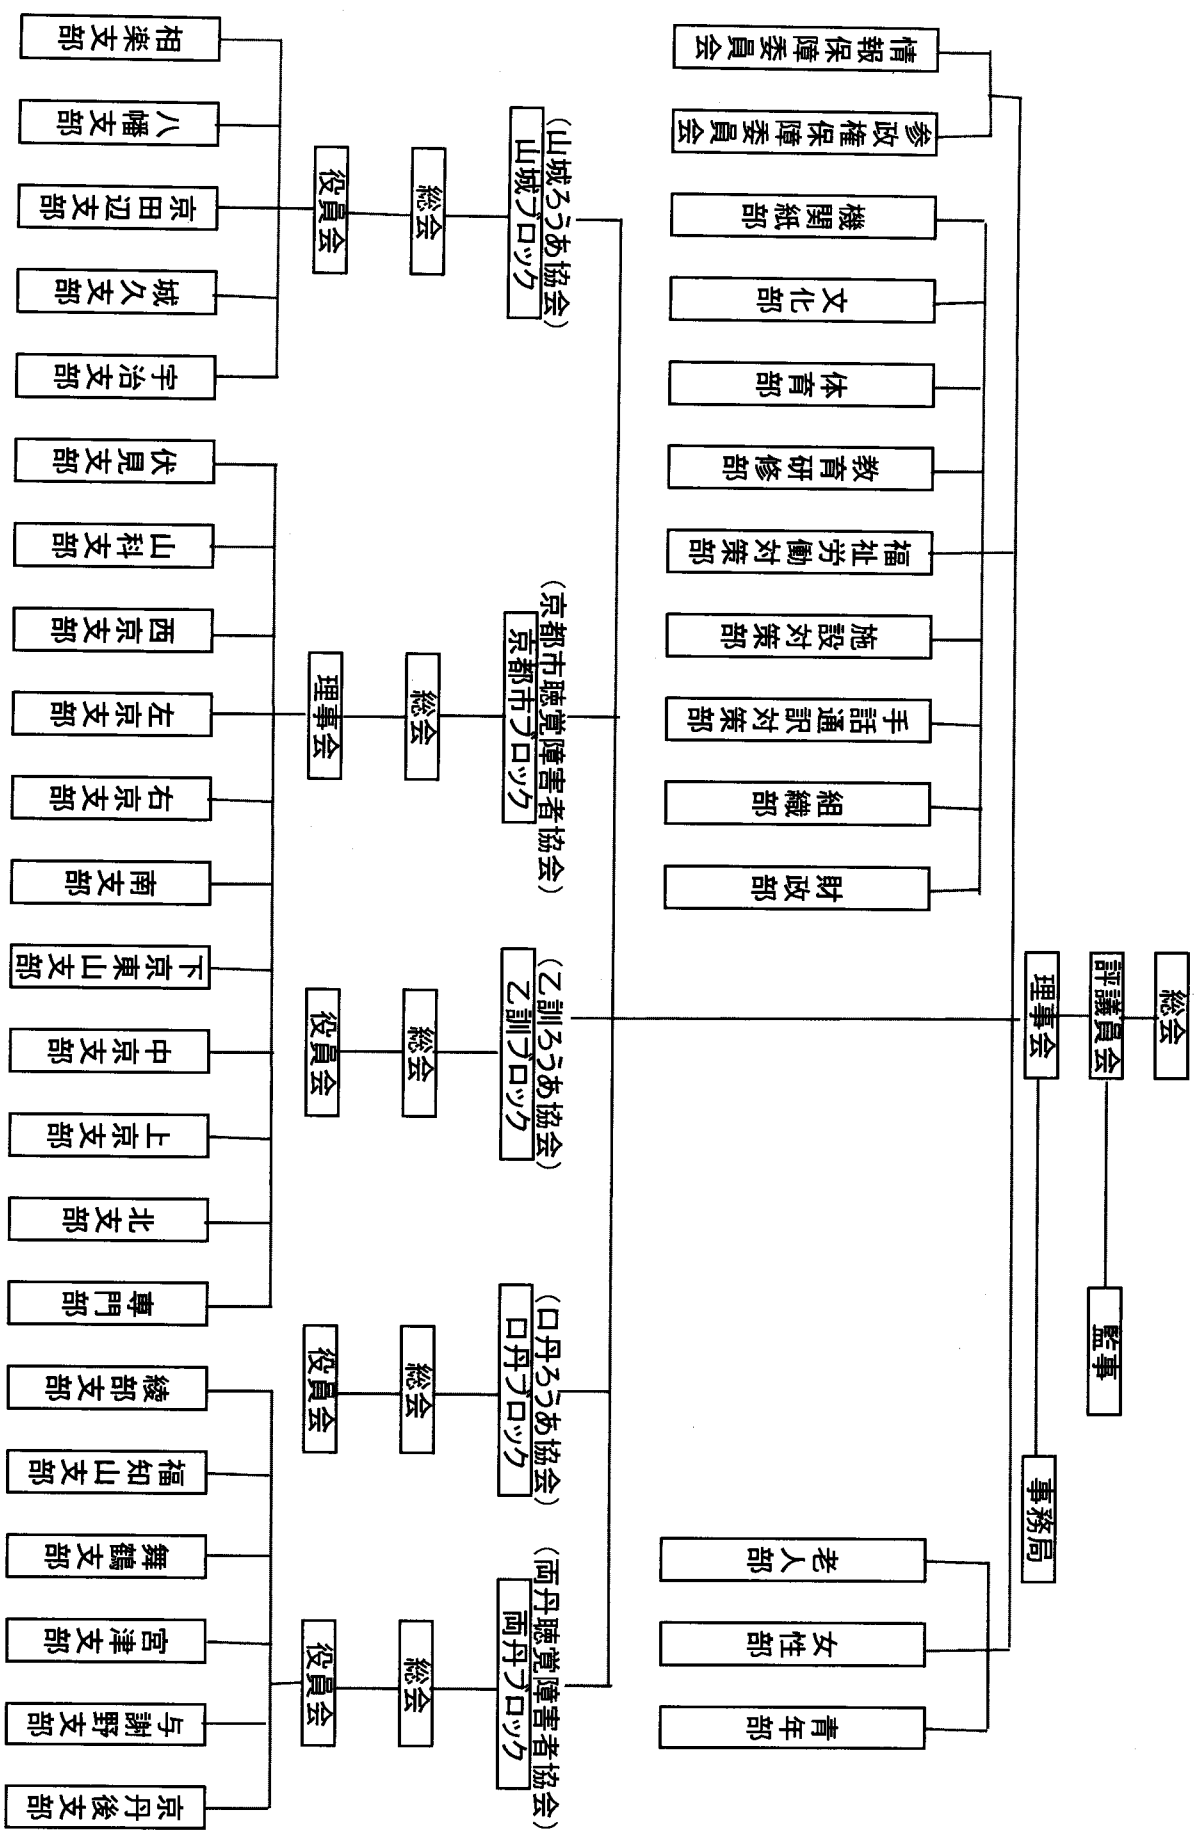 総会
評議員会
監事
理事会
事務局
情報保障委員会
参政権保障委員会
機関紙部
文化部
体育部
教育研修部
福祉労働対策部
施設対策部
手話通訳対策部
組織部
財政部
老人部
女性部
青年部
（山城ろうあ協会）
山城ブロック
（京都市聴覚障害者協会）
京都市ブロック
（乙訓ろうあ協会）
乙訓ブロック
（口丹ろうあ協会）
口丹ブロック
（両丹聴覚障害者協会）
両丹ブロック
総会
総会
総会
総会
総会
役員会
理事会
役員会
役員会
役員会
相楽支部
八幡支部
京田辺支部
城久支部
宇治支部
伏見支部
山科支部
西京支部
左京支部
右京支部
南支部
下京東山支部
中京支部
上京支部
北支部
専門部
綾部支部
福知山支部
舞鶴支部
宮津支部
与謝野支部
京丹後支部